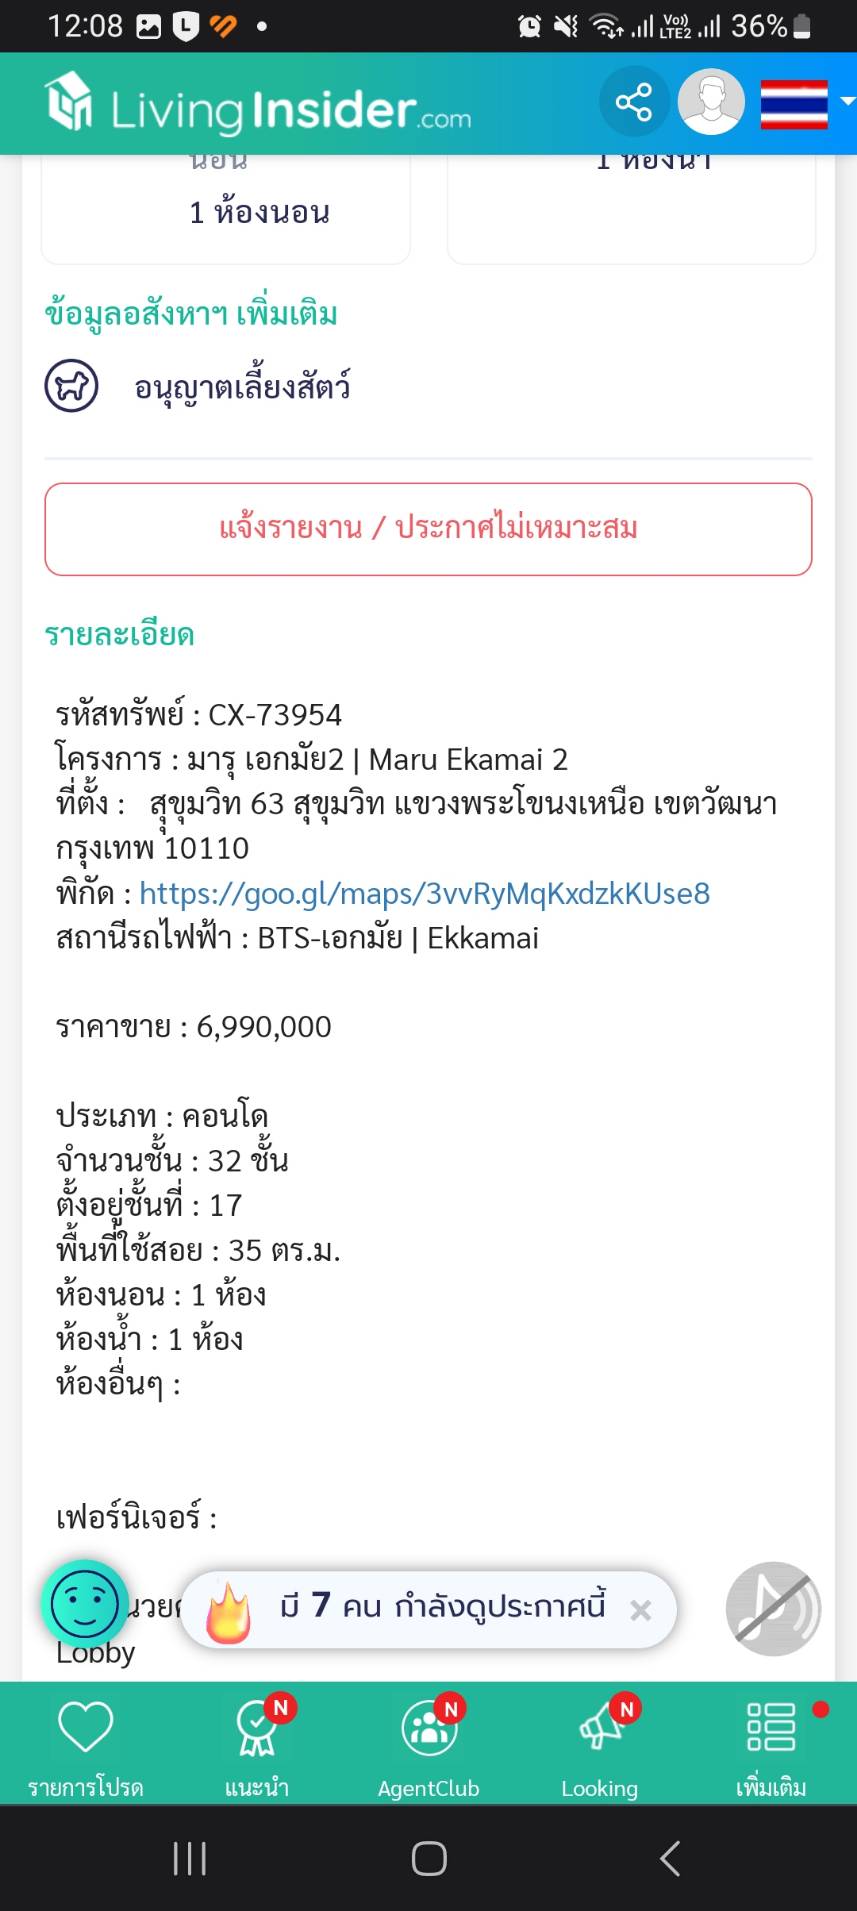 12:08
Vo))
LTE2
36%
LivingInsider.com
นอน
1 ห้องน้ำ
1 ห้องนอน
ข้อมูลอสังหาฯ เพิ่มเติม
อนุญาตเลี้ยงสัตว์
แจ้งรายงาน / ประกาศไม่เหมาะสม
รายละเอียด
รหัสทรัพย์ : CX-73954
โครงการ : มารุ เอกมัย2 | Maru Ekamai 2
ที่ตั้ง : สุขุมวิท 63 สุขุมวิท แขวงพระโขนงเหนือ เขตวัฒนา
กรุงเทพ 10110
พิกัด : https://goo.gl/maps/3vvRyMqKxdzkKUse8
สถานีรถไฟฟ้า : BTS-เอกมัย | Ekkamai
ราคาขาย : 6,990,000
ประเภท : คอนโด
จำนวนชั้น : 32 ชั้น
ตั้งอยู่ชั้นที่ : 17
พื้นที่ใช้สอย : 35 ตร.ม.
ห้องนอน : 1 ห้อง
ห้องน้ำ : 1 ห้อง
ห้องอื่นๆ :
เฟอร์นิเจอร์ :
มี 7 คน กำลังดูประกาศนี้
Lobby
N
N
N
รายการโปรด
แนะนำ
AgentClub
Looking
เพิ่มเติม